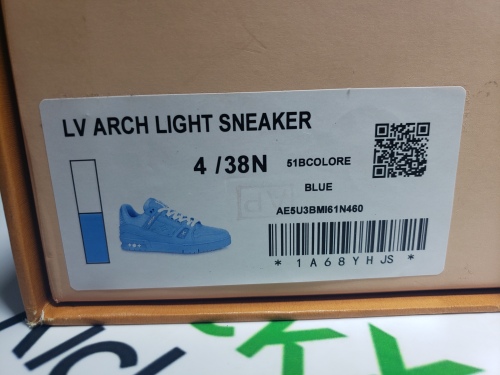 LV ARCH LIGHT SNEAKER
4 / 38N
51BCOLORE
BLUE
AE5U3BMI61N460
* 1A68YHJS *